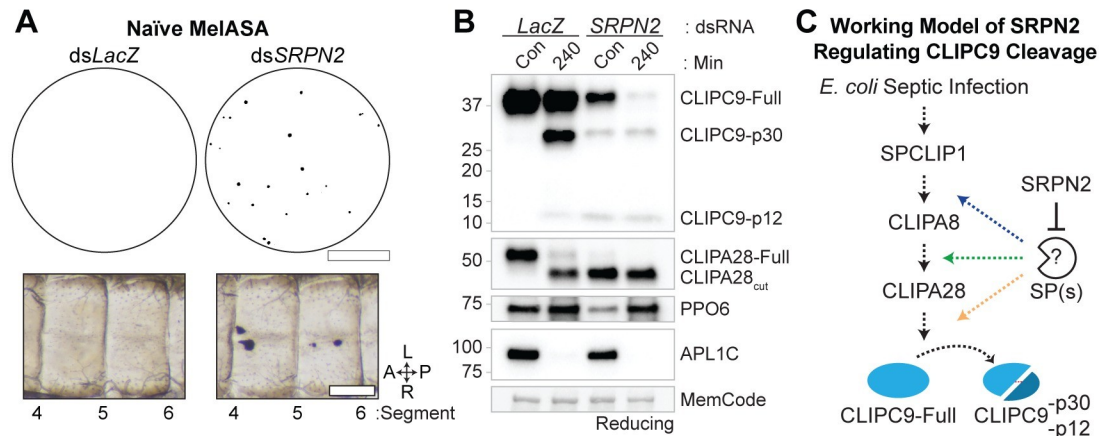 A
Naïve MelASA
dsLacZ
dsSRPN2
L
A
P
R
4
5
6
4
5
6
:Segment
B
LacZ
SRPN2
: dsRNA
Con
240
Con
240
: Min
37
25
20
15
10
CLIPC9-Full
CLIPC9-p30
CLIPC9-p12
50
CLIPA28-Full
CLIPA28cut
75
PPO6
100
75
APL1C
MemCode
Reducing
C
Working Model of SRPN2
Regulating CLIPC9 Cleavage
E. coli Septic Infection
SPCLIP1
CLIPA8
CLIPA28
SRPN2
?
SP(s)
CLIPC9-Full
CLIPC9
-p30
-p12